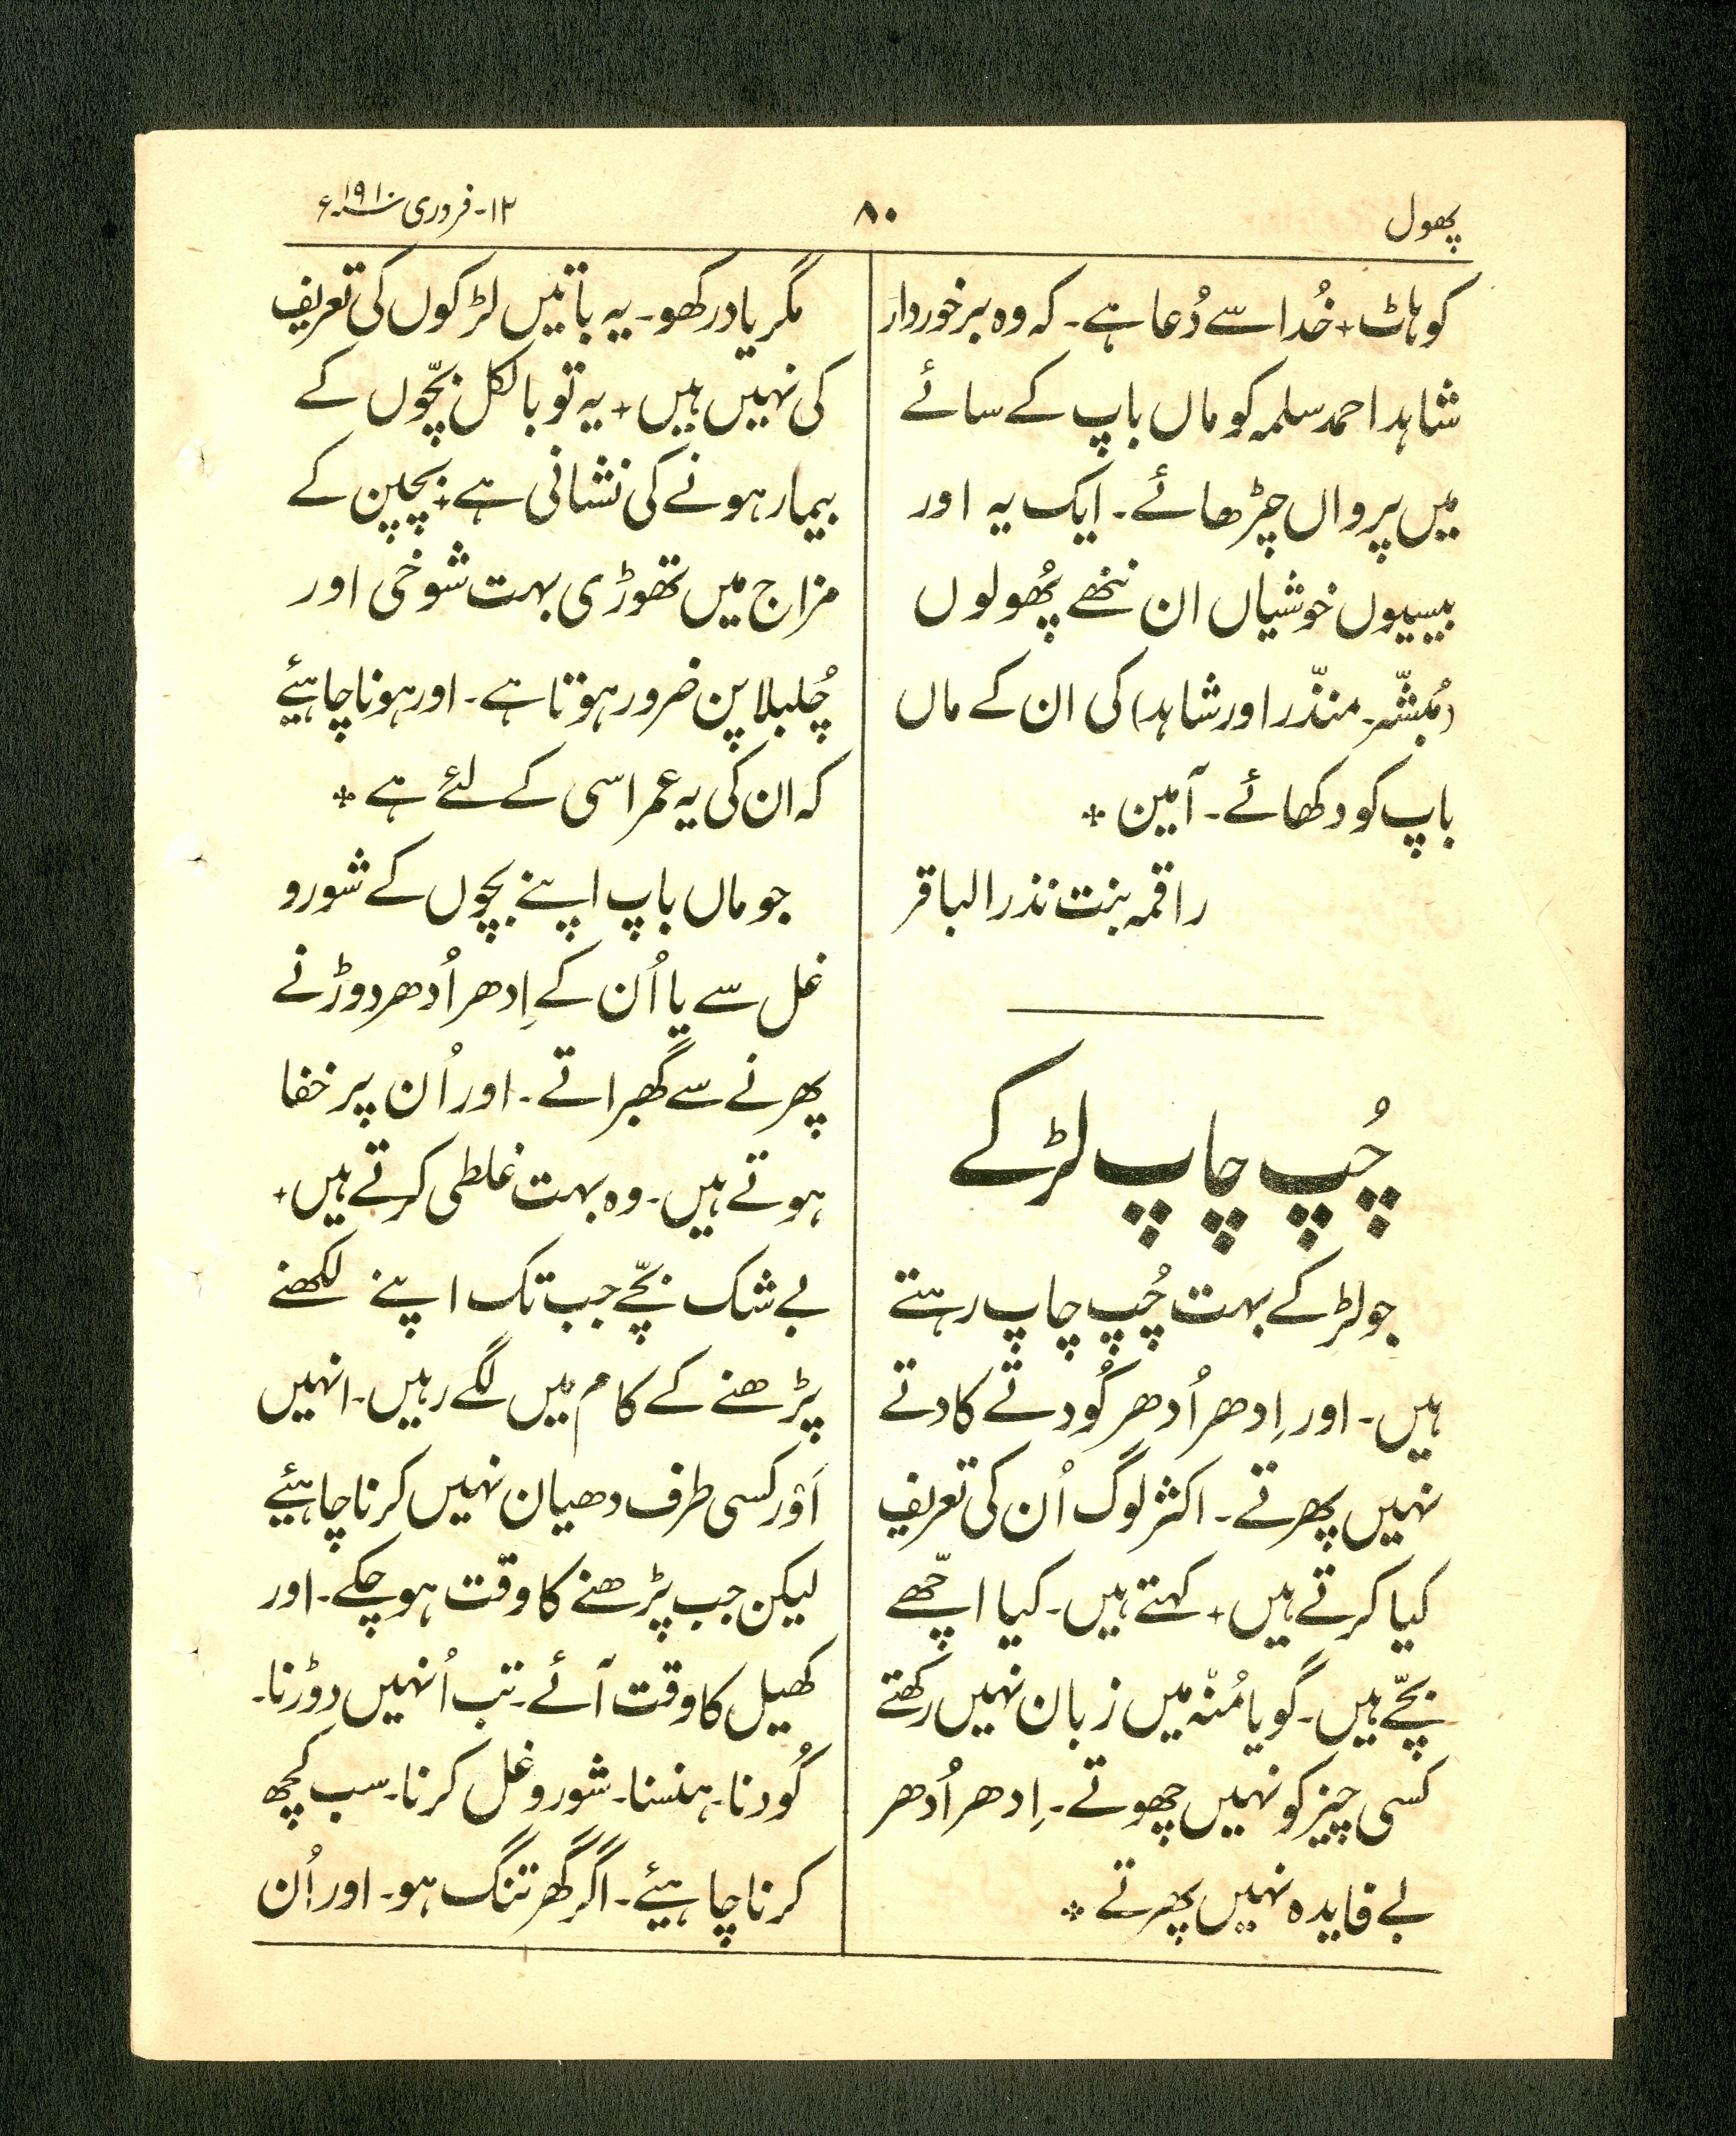 پھول
۸۰
۱۲۔ فروری ۱۹۱۰ء
کوہاٹ + خُدا سے دُعا ہے۔ کہ وہ برخوردار
شاہد احمد سلمہ کو ماں باپ کے سائے
میں پروان چڑھائے۔ ایک یہ اور
بیسیوں خوشیاں ان ننھے پُھولوں
(مُبشّر۔ منذّر اور شاہد) کی ان کے ماں
باپ کو دکھائے۔ آمین ÷
راقمہ بنت نذر الباقر
چُپ چاپ لڑکے
جو لڑکے بہت چُپ چاپ رہتے
ہیں۔ اور اِدھر اُدھر کُودتے کادتے
نہیں پھرتے۔ اکثر لوگ اُن کی تعریف
کیا کرتے ہیں + کہتے ہیں۔ کیا اچّھے
بچّے ہیں۔ گویا مُنْہ میں زبان نہیں رکھتے
کسی چیز کو نہیں چھوتے۔ اِدھر اُدھر
بے فایدہ نہیں پھرتے ÷
مگر یاد رکھو۔ یہ باتیں لڑکوں کی تعریف
کی نہیں ہیں + یہ تو بالکل بچّوں کے
بیمار ہونے کی نشانی ہے + بچپن کے
مزاج میں تھوڑی بہت شوخی اور
چُلبلا پن ضرور ہوتا ہے۔ اور ہونا چاہیٔے
کہ ان کی یہ عمر اسی کے لئے ہے ÷
جو ماں باپ اپنے بچوں کے شور و
غل سے یا اُن کے اِدھر اُدھر دوڑنے
پھرنے سے گھبراتے۔ اور اُن پر خفا
ہوتے ہیں۔ وہ بہت غلطی کرتے ہیں +
بے شک بچّے جب تک اپنے لکھنے
پڑھنے کے کام میں لگے رہیں۔ انہیں
اَوْر کسی طرف دھیان نہیں کرنا چاہیٔے
لیکن جب پڑھنے کا وقت ہو چکے۔ اور
کھیل کا وقت آئے۔ تب اُنہیں دوڑنا۔
کُودنا۔ ہنسنا۔ شور و غل کرنا۔ سب کچھ
کرنا چاہیٔے۔ اگر گھر تنگ ہو۔ اور اُن